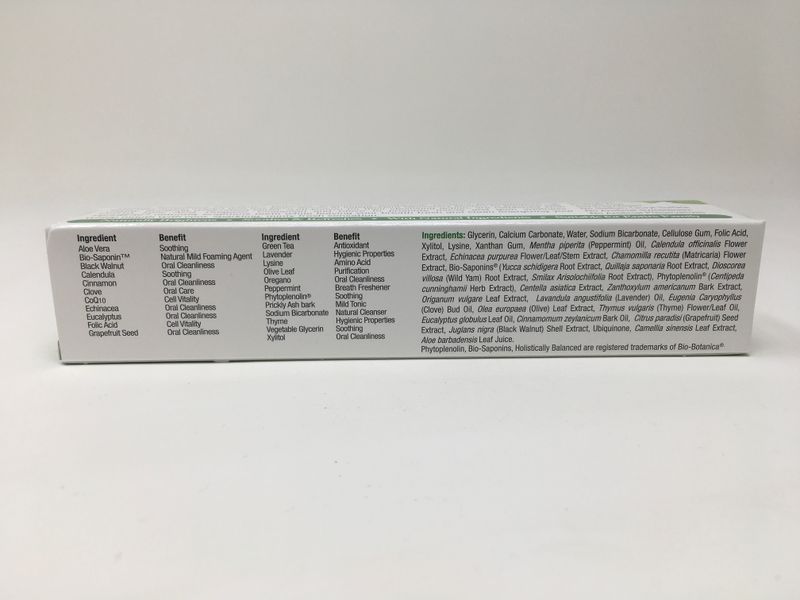 Ingredient Benefit Ingredient Benefit
Aloe Vera Soothing Green Tea Antioxidant
Bio-Saponin™ Natural Mild Foaming Agent Lavender Hygienic Properties
Black Walnut Oral Cleanliness Lysine Amino Acid
Calendula Soothing Olive Leaf Purification
Cinnamon Oral Cleanliness Oregano Oral Cleanliness
Clove Oral Care Peppermint Breath Freshener
CoQ10 Cell Vitality Phytoplenolin® Soothing
Echinacea Oral Cleanliness Prickly Ash bark Mild Tonic
Eucalyptus Oral Cleanliness Sodium Bicarbonate Natural Cleanser
Folic Acid Cell Vitality Thyme Hygienic Properties
Grapefruit Seed Oral Cleanliness Vegetable Glycerin Soothing
Xylitol Oral Cleanliness
Ingredients: Glycerin, Calcium Carbonate, Water, Sodium Bicarbonate, Cellulose Gum, Folic Acid,
Xylitol, Lysine, Xanthan Gum, Mentha piperita (Peppermint) Oil, Calendula officinalis Flower
Extract, Echinacea purpurea Flower/Leaf/Stem Extract, Chamomilla recutita (Matricaria) Flower
Extract, Bio-Saponins® (Yucca schidigera Root Extract, Quillaja saponaria Root Extract, Dioscorea
villosa (Wild Yam) Root Extract, Smilax Arisolochiifolia Root Extract), Phytoplenolin® (Centipeda
cunninghamii Herb Extract), Centella asiatica Extract, Zanthoxylum americanum Bark Extract,
Origanum vulgare Leaf Extract, Lavandula angustifolia (Lavender) Oil, Eugenia Caryophyllus
(Clove) Bud Oil, Olea europaea (Olive) Leaf Extract, Thymus vulgaris (Thyme) Flower/Leaf Oil,
Eucalyptus globulus Leaf Oil, Cinnamomum zeylanicum Bark Oil, Citrus paradisi (Grapefruit) Seed
Extract, Juglans nigra (Black Walnut) Shell Extract, Ubiquinone, Camellia sinensis Leaf Extract,
Aloe barbadensis Leaf Juice.
Phytoplenolin, Bio-Saponins, Holistically Balanced are registered trademarks of Bio-Botanica®.